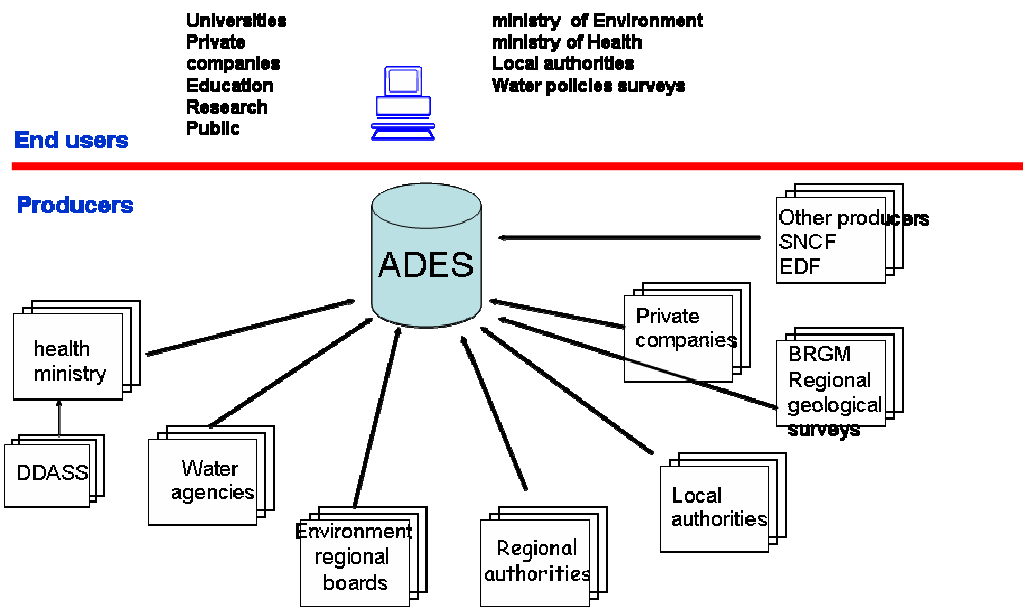 Universities
Private
companies
Education
Research
Public
ministry of Environment
ministry of Health
Local authorities
Water policies surveys
End users
Producers
ADES
Other producers
SNCF
EDF
Private
companies
health
ministry
BRGM
Regional
geological
surveys
DDASS
Water
agencies
Local
authorities
Environment
regional
boards
Regional
authorities